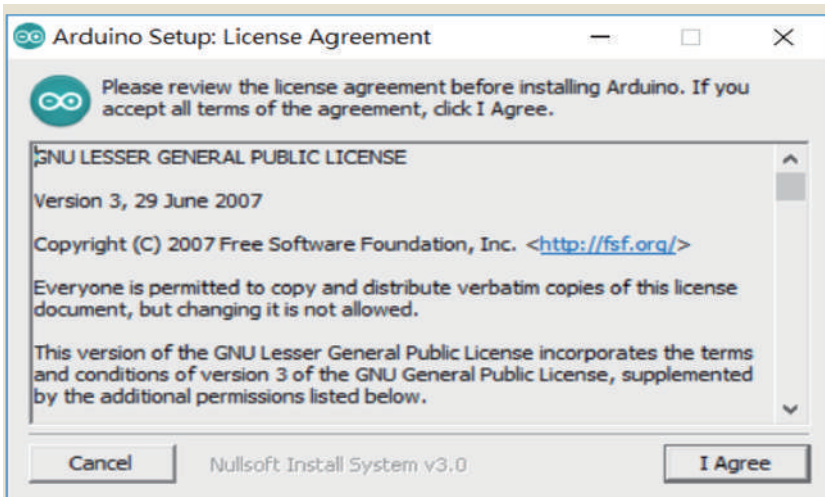 Arduino Setup: License Agreement
Please review the license agreement before installing Arduino. If you
accept all terms of the agreement, click I Agree.
GNU LESSER GENERAL PUBLIC LICENSE
Version 3, 29 June 2007
Copyright (C) 2007 Free Software Foundation, Inc. <http://fsf.org/>
Everyone is permitted to copy and distribute verbatim copies of this license
document, but changing it is not allowed.
This version of the GNU Lesser General Public License incorporates the terms
and conditions of version 3 of the GNU General Public License, supplemented
by the additional permissions listed below.
Cancel
Nullsoft Install System v3.0
I Agree